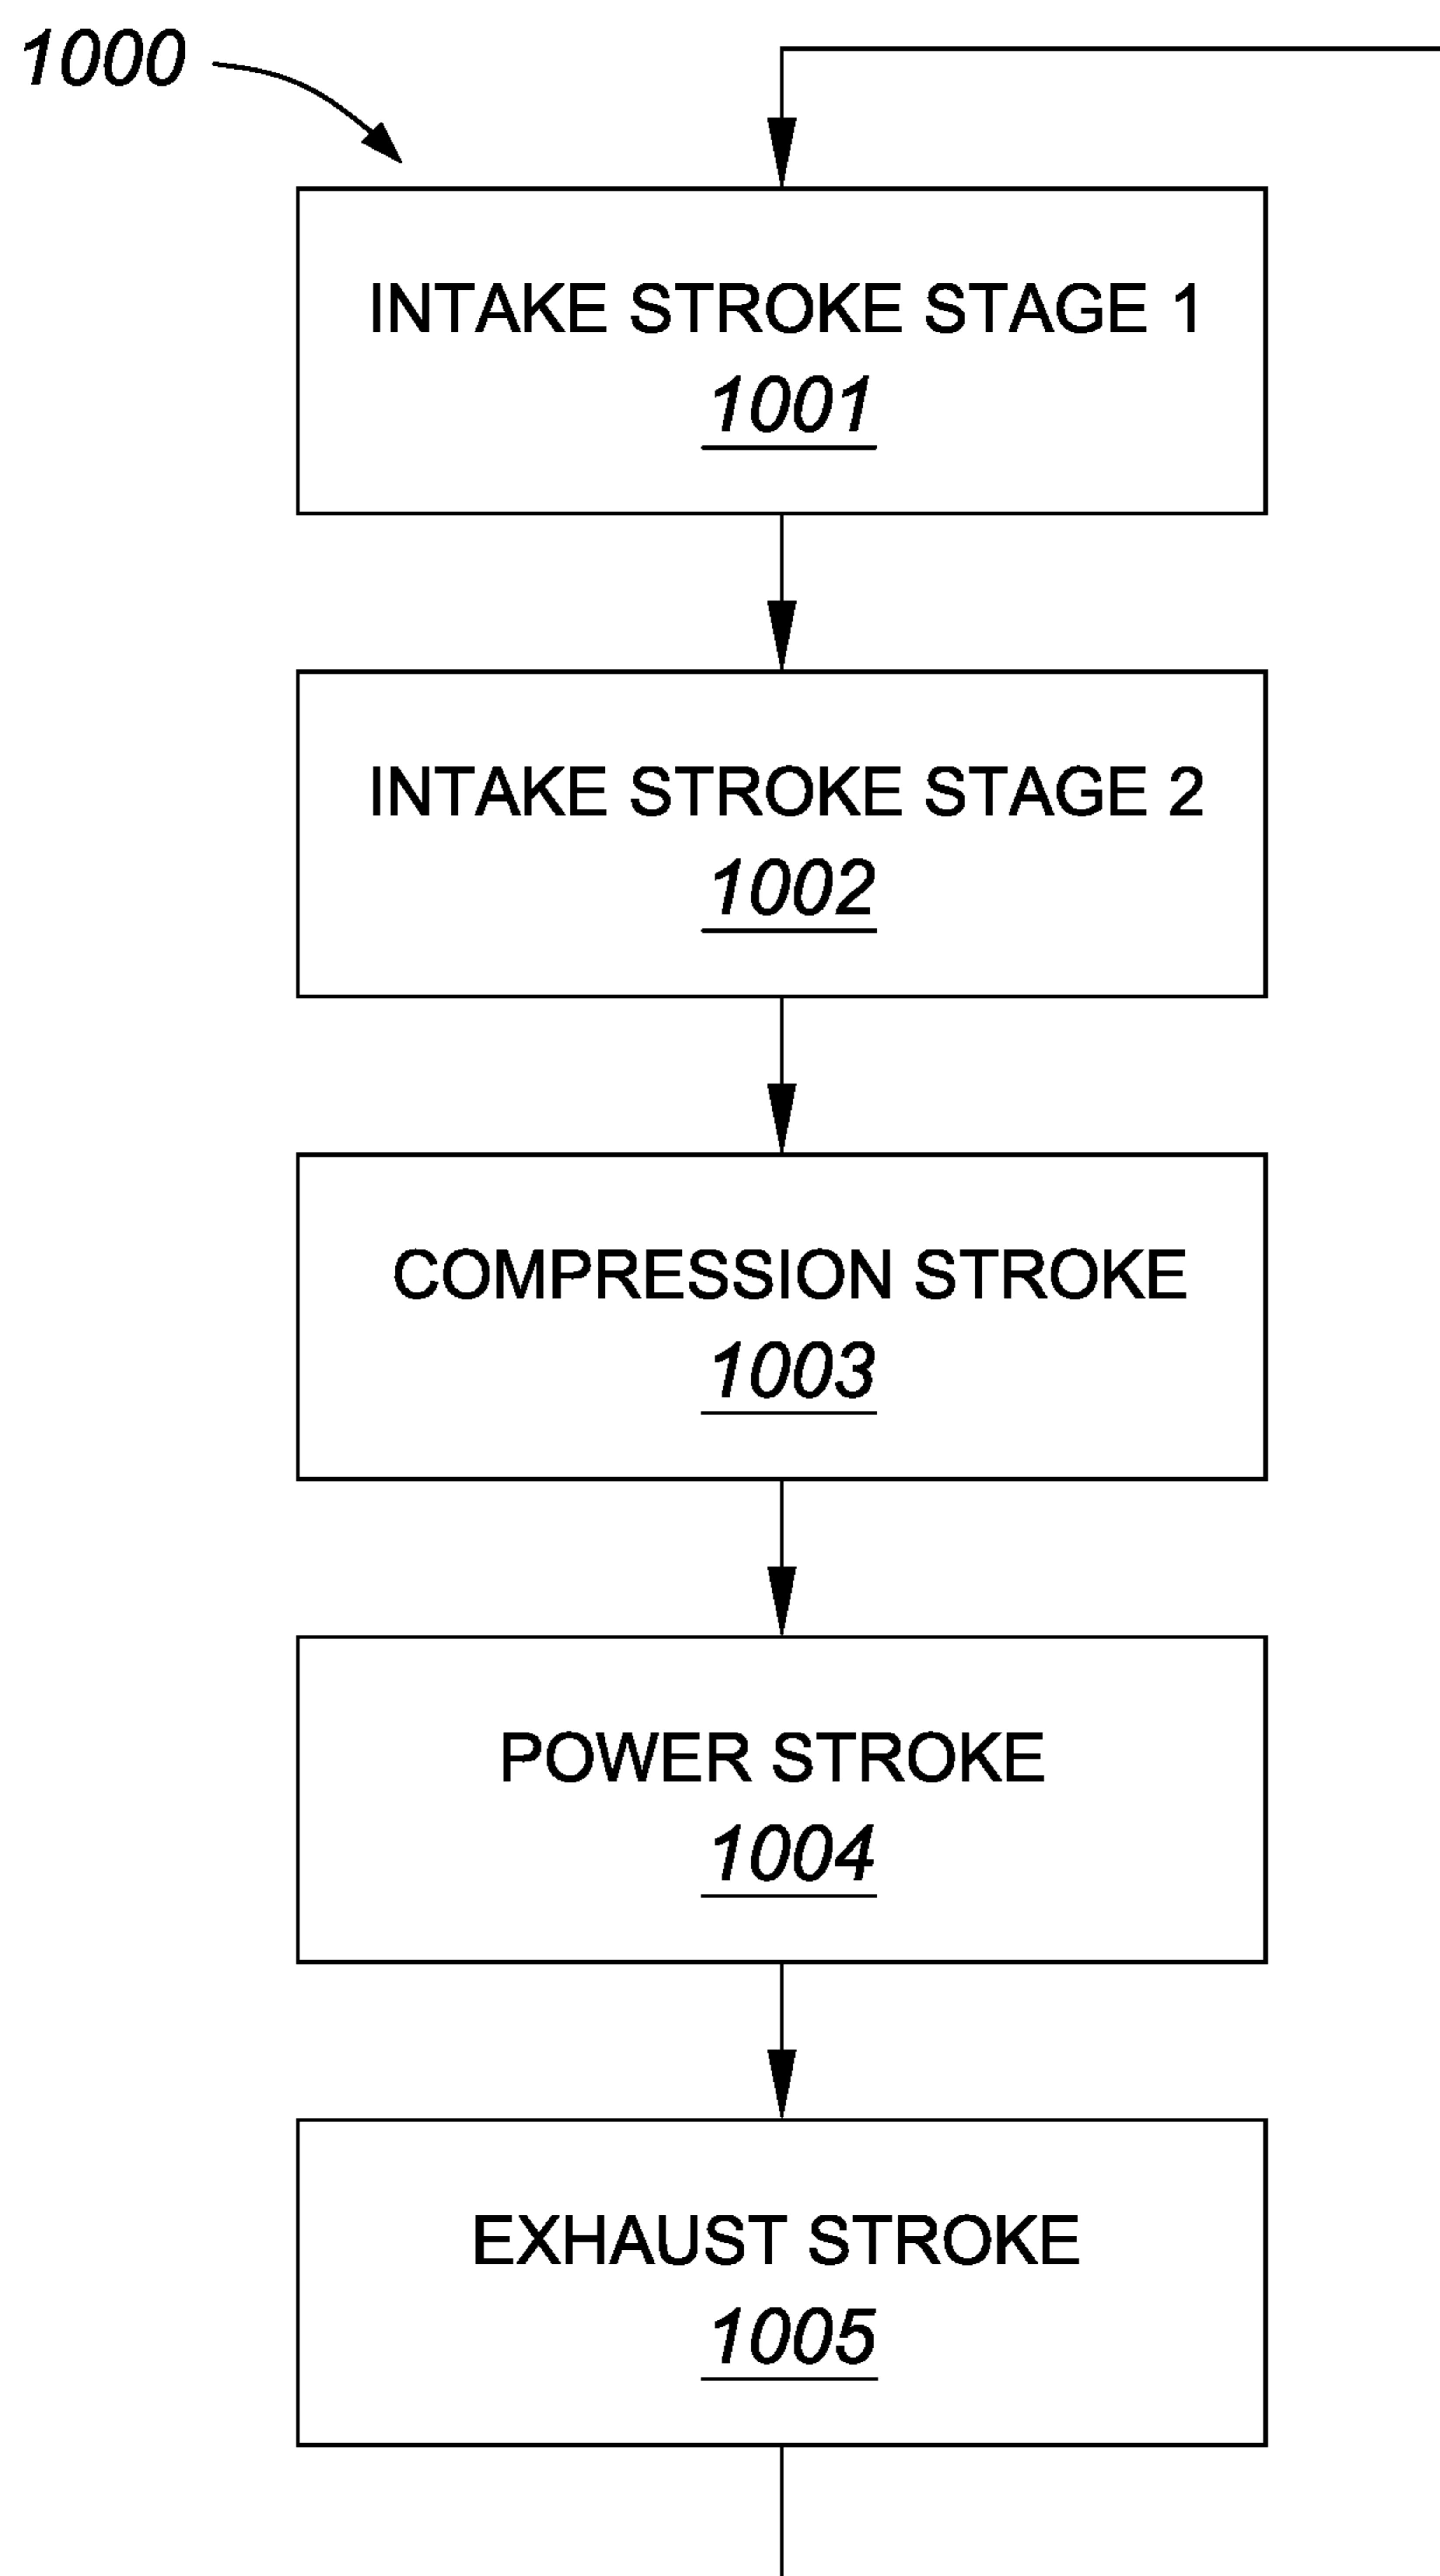 1000
INTAKE STROKE STAGE 1
1001
INTAKE STROKE STAGE 2
1002
COMPRESSION STROKE
1003
POWER STROKE
1004
EXHAUST STROKE
1005